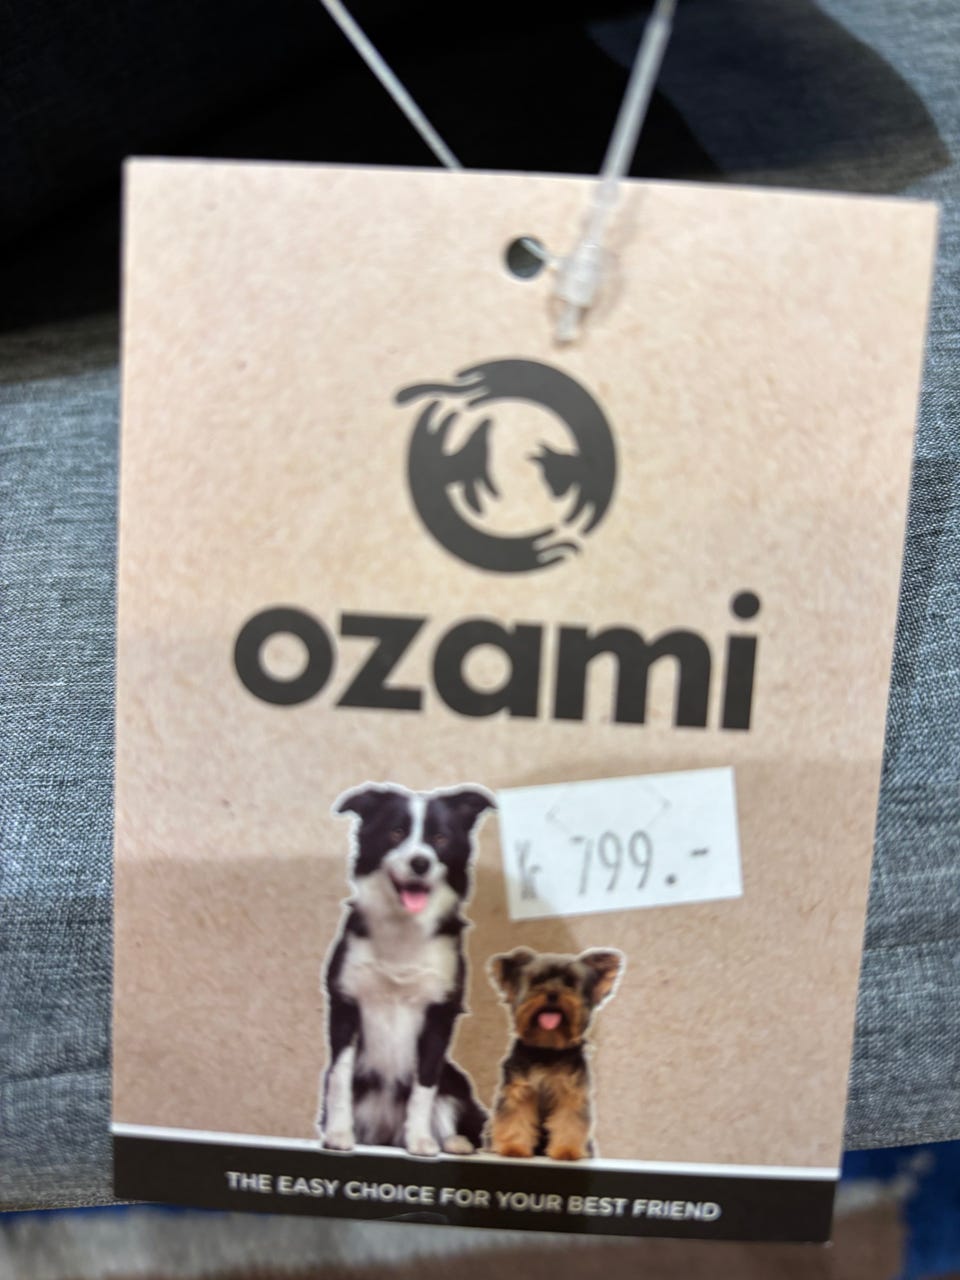 ozami
Kr 799.-
THE EASY CHOICE FOR YOUR BEST FRIEND